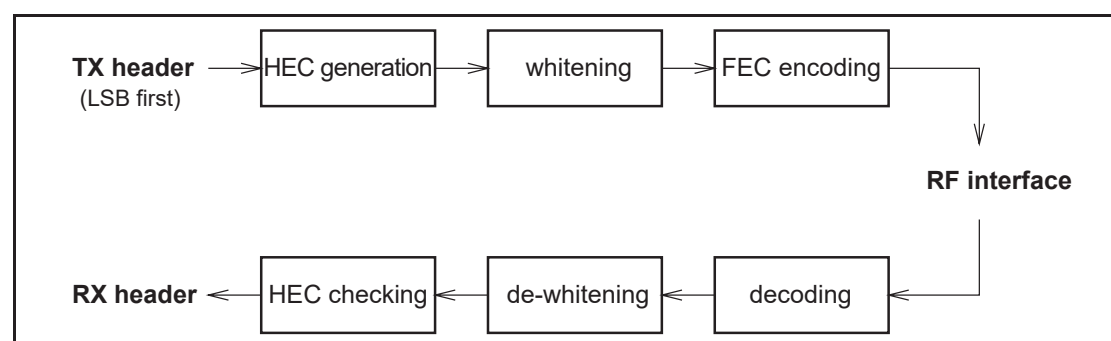 TX header
(LSB first)
HEC generation
whitening
FEC encoding
RF interface
RX header
HEC checking
de-whitening
decoding